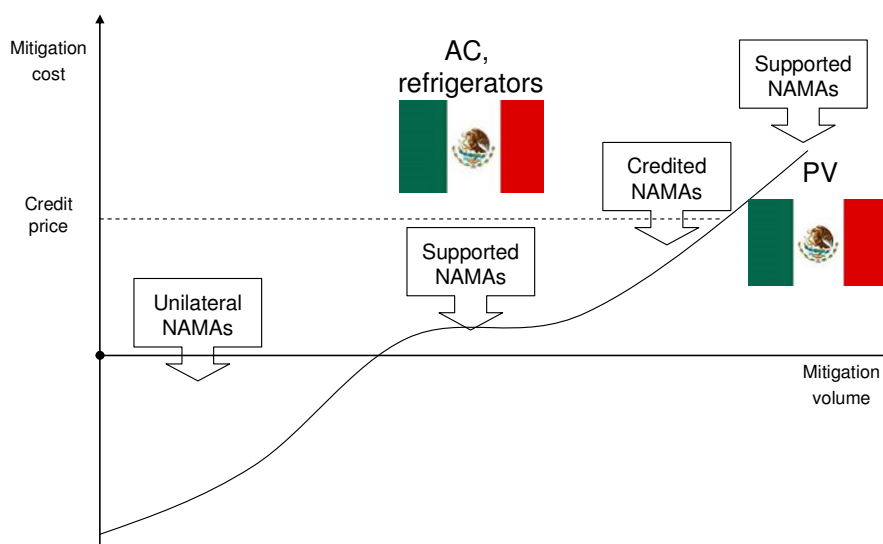 Mitigation
cost
AC,
refrigerators
Supported
NAMAs
Credited
NAMAs
PV
Credit
price
Supported
NAMAs
Unilateral
NAMAs
Mitigation
volume